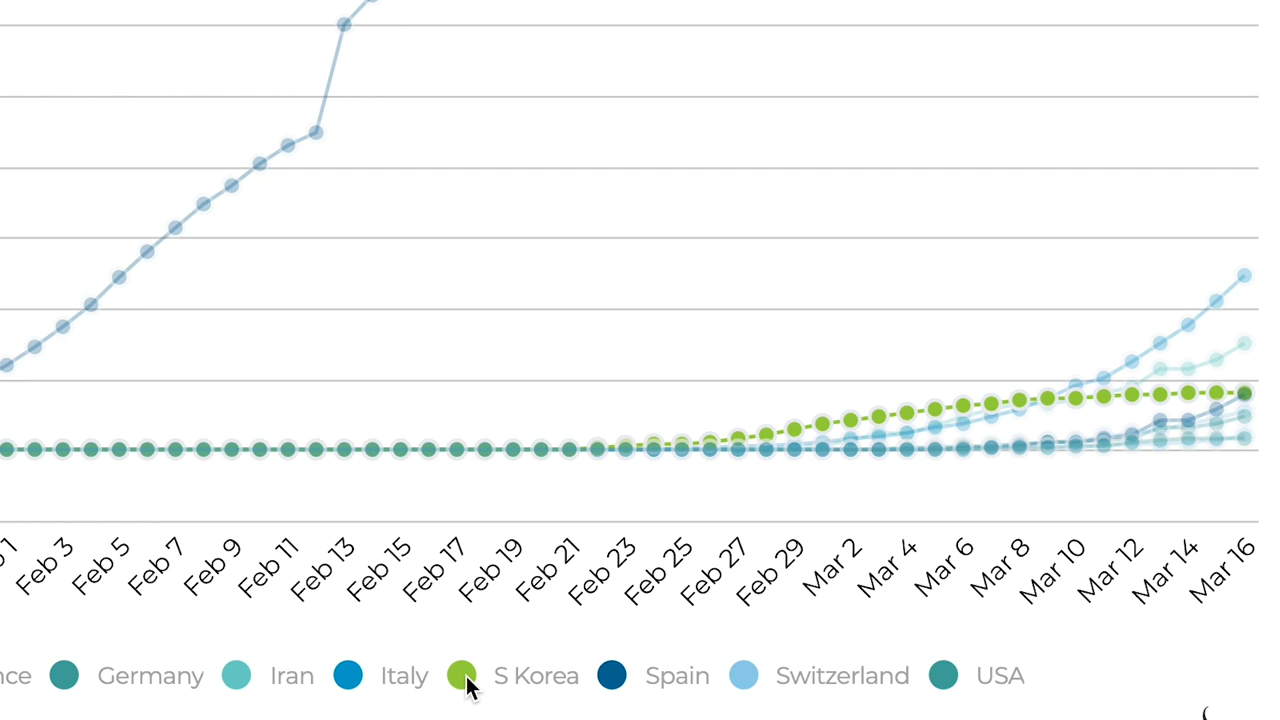 Feb 3 Feb 5 Feb 7 Feb 9 Feb 11 Feb 13 Feb 15 Feb 17 Feb 19 Feb 21 Feb 23 Feb 25 Feb 27 Feb 29 Mar 2 Mar 4 Mar 6 Mar 8 Mar 10 Mar 12 Mar 14 Mar 16
Germany Iran Italy S Korea Spain Switzerland USA